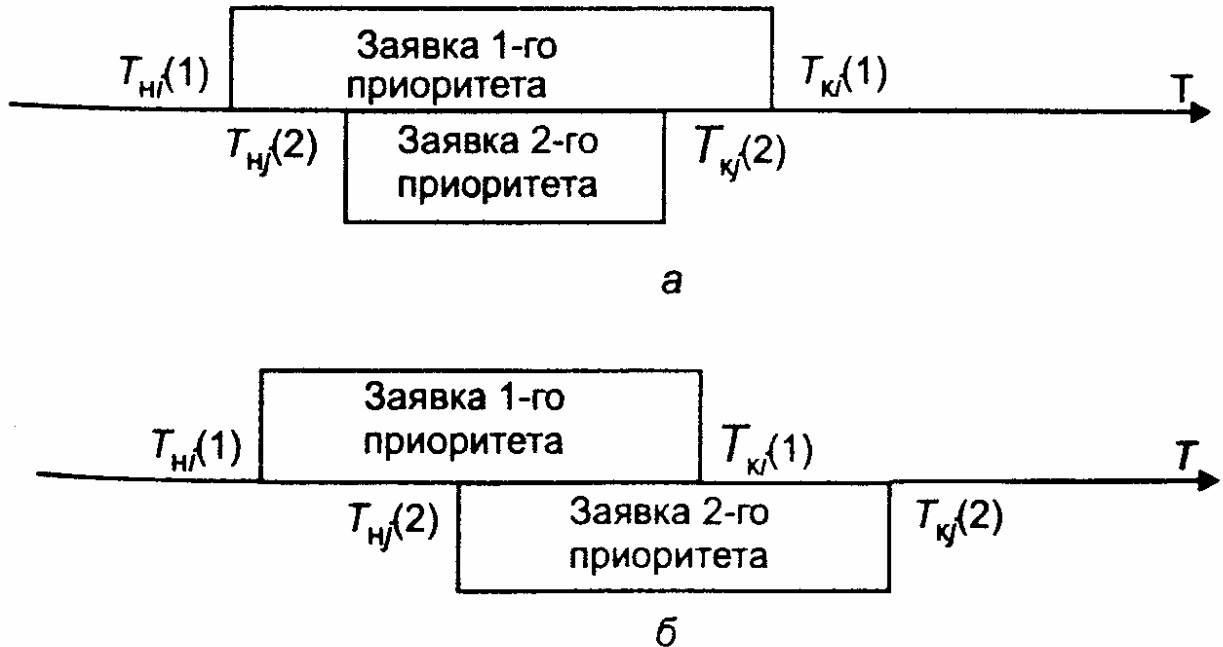 Заявка 1-го
приоритета
Tнi(1)
Tкi(1)
T
Tнj(2)
Заявка 2-го
приоритета
Tкj(2)
а
Заявка 1-го
приоритета
Tнi(1)
Tкi(1)
T
Tнj(2)
Заявка 2-го
приоритета
Tкj(2)
б